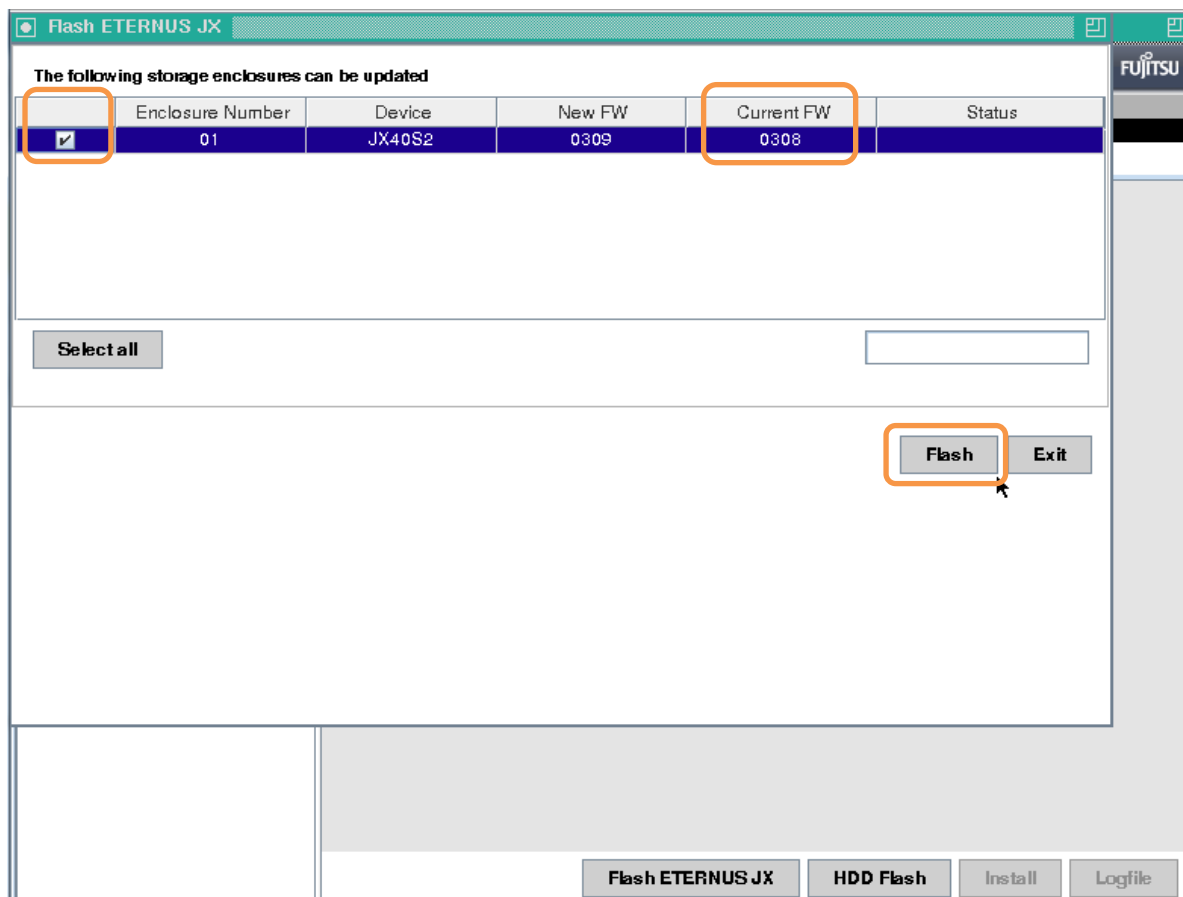 Flash ETERNUS JX
FUJITSU
The following storage enclosures can be updated
Enclosure Number Device New FW Current FW Status
01 JX40S2 0309 0308
Select all
Flash Exit
Flash ETERNUS JX HDD Flash Install Logfile